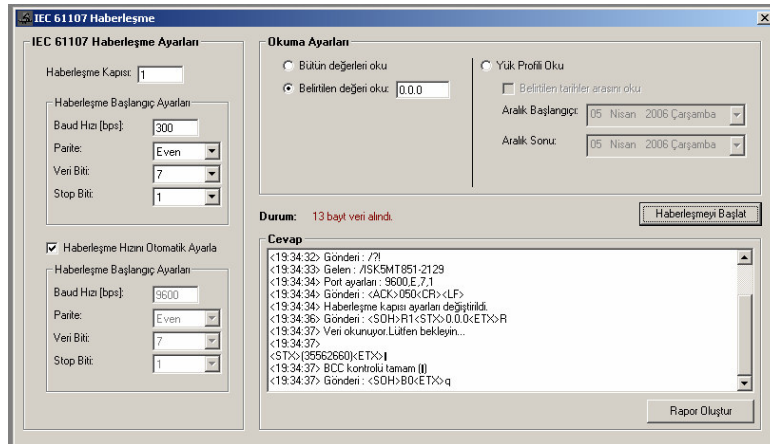 IEC 61107 Haberleşme
IEC 61107 Haberleşme Ayarları
Haberleşme Kapısı: 1
Haberleşme Başlangıç Ayarları
Baud Hızı [bps]: 300
Parite: Even
Veri Biti: 7
Stop Biti: 1
Haberleşme Hızını Otomatik Ayarla
Haberleşme Başlangıç Ayarları
Baud Hızı [bps]: 9600
Parite: Even
Veri Biti: 7
Stop Biti: 1
Okuma Ayarları
Bütün değerleri oku
Belirtilen değeri oku: 0.0.0
Yük Profili Oku
Belirtilen tarihler arasını oku
Aralık Başlangıcı: 05 Nisan 2006 Çarşamba
Aralık Sonu: 05 Nisan 2006 Çarşamba
Durum: 13 bayt veri alındı.
Haberleşmeyi Başlat
Cevap
<19:34:32> Gönderi : /?!
<19:34:33> Gelen : /ISK5MT851-2129
<19:34:34> Port ayarları : 9600,E,7,1
<19:34:34> Gönderi : <ACK>050<CR><LF>
<19:34:34> Haberleşme kapısı ayarları değiştirildi.
<19:34:36> Gönderi : <SOH>R1<STX>0.0.0<ETX>R
<19:34:37> Veri okunuyor.Lütfen bekleyin...
<19:34:37>
<STX>(35562660)<ETX>|
<19:34:37> BCC kontrolü tamam (|)
<19:34:37> Gönderi : <SOH>B0<ETX>q
Rapor Oluştur